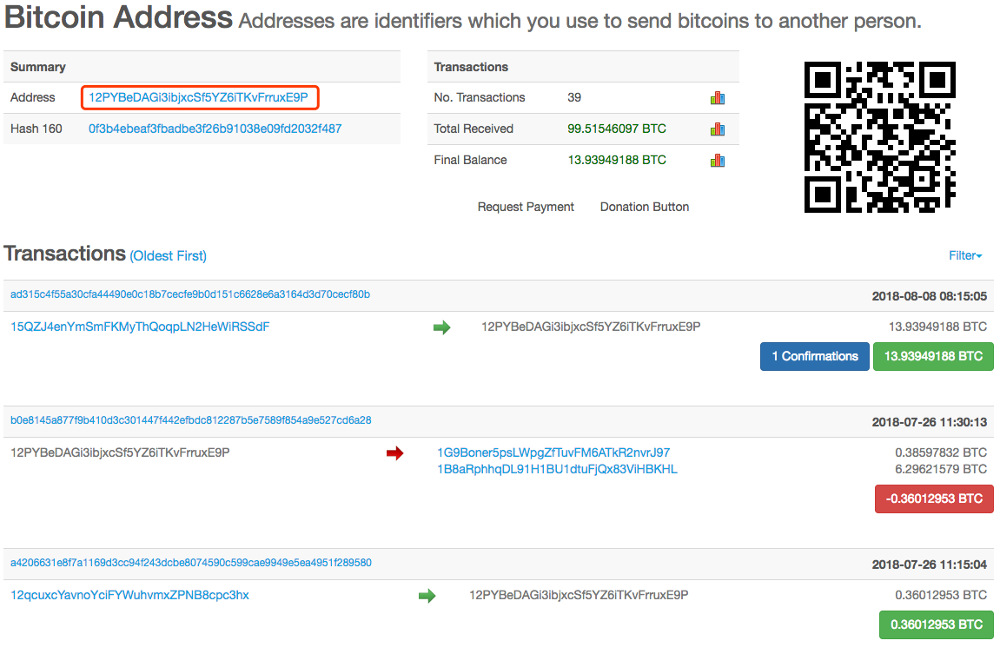 Bitcoin Address Addresses are identifiers which you use to send bitcoins to another person.
Summary
Address 12PYBeDAGi3ibjxcSf5YZ6iTKvFrruxE9P
Hash 160 0f3b4ebeaf3fbadbe3f26b91038e09fd2032f487
Transactions
No. Transactions 39
Total Received 99.51546097 BTC
Final Balance 13.93949188 BTC
Request Payment Donation Button
Transactions (Oldest First)
Filter
ad315c4f55a30cfa44490e0c18b7cecfe9b0d151c6628e6a3164d3d70cecf80b 2018-08-08 08:15:05
15QZJ4enYmSmFKMyThQoqpLN2HeWiRSSdF 12PYBeDAGi3ibjxcSf5YZ6iTKvFrruxE9P 13.93949188 BTC
1 Confirmations 13.93949188 BTC
b0e8145a877f9b410d3c301447f442efbdc812287b5e7589f854a9e527cd6a28 2018-07-26 11:30:13
12PYBeDAGi3ibjxcSf5YZ6iTKvFrruxE9P 1G9Boner5psLWpgZfTuvFM6ATkR2nvrJ97 0.38597832 BTC
1B8aRphhqDL91H1BU1dtuFjQx83ViHBKHL 6.29621579 BTC
-0.36012953 BTC
a4206631e8f7a1169d3cc94f243dcbe8074590c599cae9949e5ea4951f289580 2018-07-26 11:15:04
12qcuxcYavnoYciFYWuhvmxZPNB8cpc3hx 12PYBeDAGi3ibjxcSf5YZ6iTKvFrruxE9P 0.36012953 BTC
0.36012953 BTC